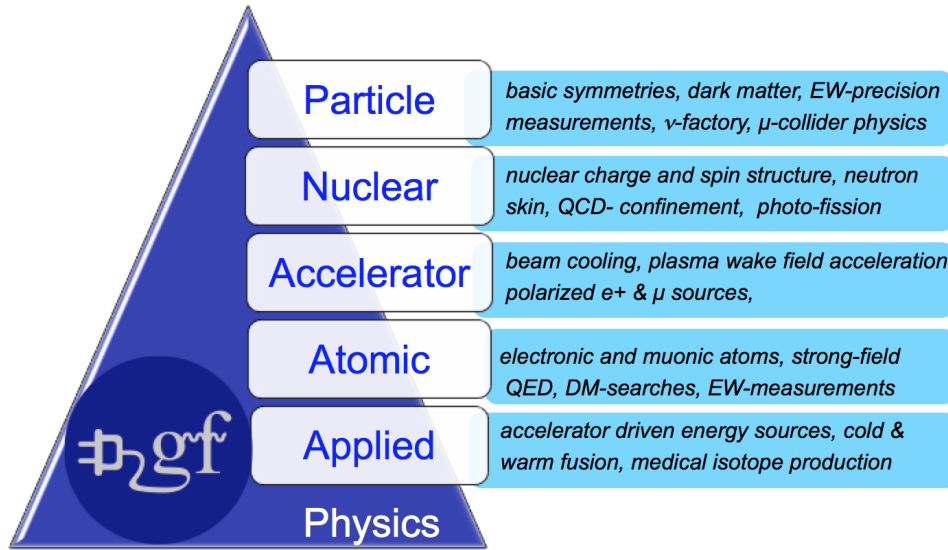 Particle
basic symmetries, dark matter, EW-precision
measurements, ν-factory, µ-collider physics
Nuclear
nuclear charge and spin structure, neutron
skin, QCD- confinement, photo-fission
Accelerator
beam cooling, plasma wake field acceleration
polarized e+ & µ sources,
Atomic
electronic and muonic atoms, strong-field
QED, DM-searches, EW-measurements
Applied
accelerator driven energy sources, cold &
warm fusion, medical isotope production
gf
Physics